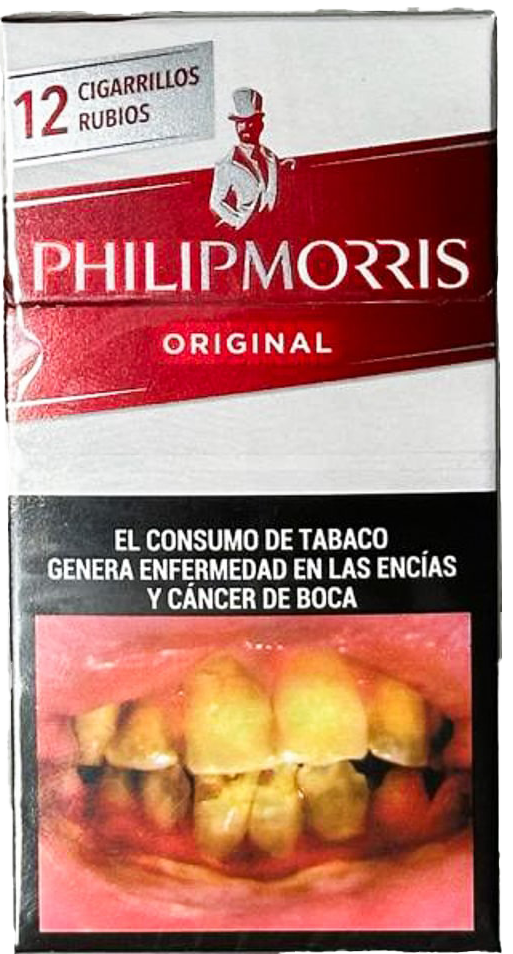 12 CIGARRILLOS
RUBIOS
PHILIPMORRIS
ORIGINAL
EL CONSUMO DE TABACO
GENERA ENFERMEDAD EN LAS ENCÍAS
Y CÁNCER DE BOCA